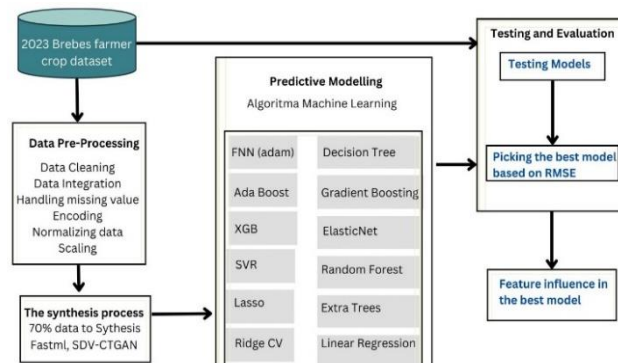 2023 Brebes farmer
crop dataset
Data Pre-Processing
Data Cleaning
Data Integration
Handling missing value
Encoding
Normalizing data
Scaling
The synthesis process
70% data to Sythesis
Fastml, SDV-CTGAN
Predictive Modelling
Algoritma Machine Learning
FNN (adam)
Decision Tree
Ada Boost
Gradient Boosting
XGB
ElasticNet
SVR
Random Forest
Lasso
Extra Trees
Ridge CV
Linear Regression
Testing and Evaluation
Testing Models
Picking the best model
based on RMSE
Feature influence in
the best model